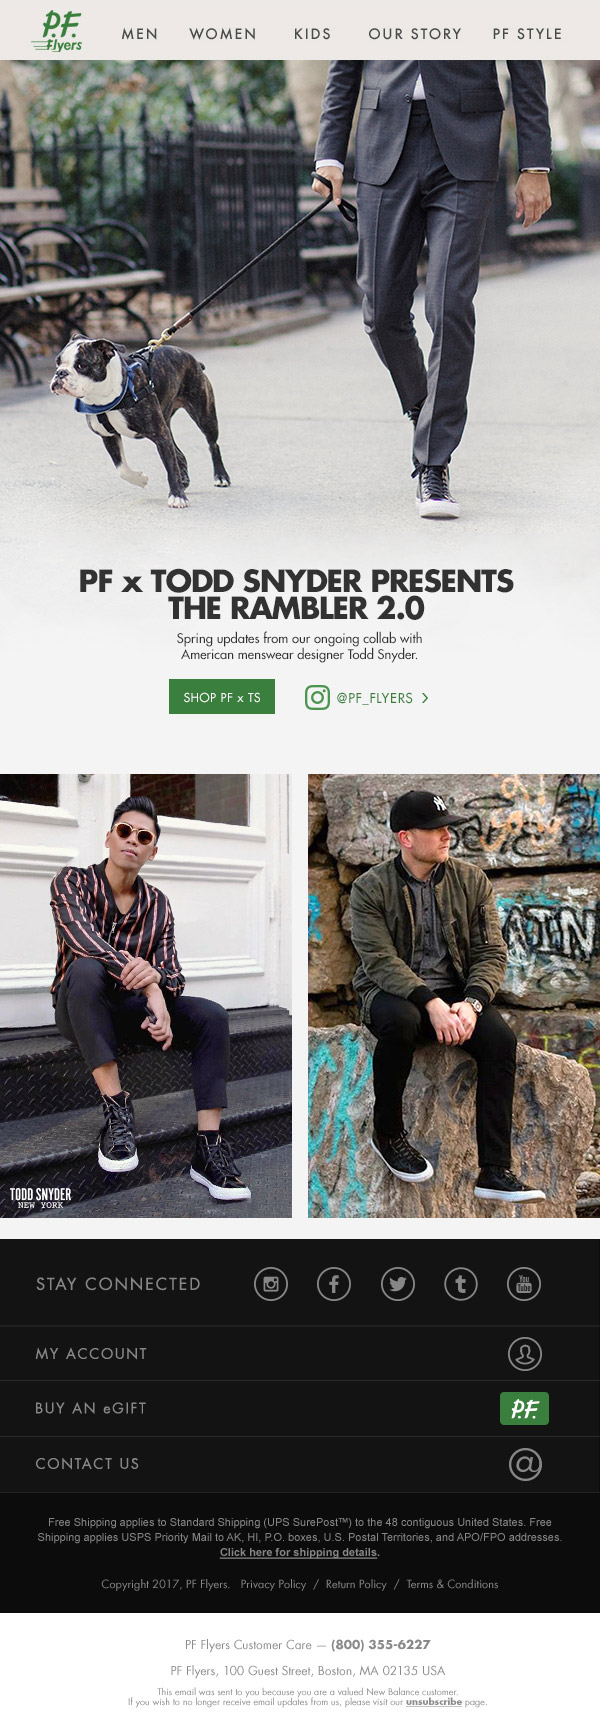 P.F. Flyers
MEN WOMEN KIDS OUR STORY PF STYLE
PF x TODD SNYDER PRESENTS
THE RAMBLER 2.0
Spring updates from our ongoing collab with
American menswear designer Todd Snyder.
SHOP PF x TS @PF_FLYERS >
TODD SNYDER
NEW YORK
STAY CONNECTED
You Tube
MY ACCOUNT
BUY AN eGIFT P.F.
CONTACT US @
Free Shipping applies to Standard Shipping (UPS SurePost™) to the 48 contiguous United States. Free
Shipping applies USPS Priority Mail to AK, HI, P.O. boxes, U.S. Postal Territories, and APO/FPO addresses.
Click here for shipping details.
Copyright 2017, PF Flyers. Privacy Policy / Return Policy / Terms & Conditions
PF Flyers Customer Care — (800) 355-6227
PF Flyers, 100 Guest Street, Boston, MA 02135 USA
This email was sent to you because you are a valued New Balance customer.
If you wish to no longer receive email updates from us, please visit our unsubscribe page.